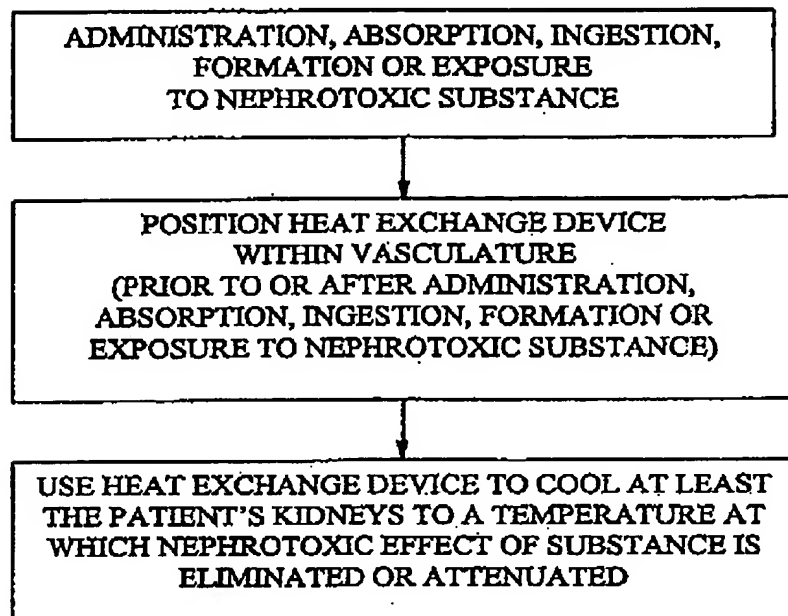 ADMINISTRATION, ABSORPTION, INGESTION,
FORMATION OR EXPOSURE
TO NEPHROTOXIC SUBSTANCE
POSITION HEAT EXCHANGE DEVICE
WITHIN VASCULATURE
(PRIOR TO OR AFTER ADMINISTRATION,
ABSORPTION, INGESTION, FORMATION OR
EXPOSURE TO NEPHROTOXIC SUBSTANCE)
USE HEAT EXCHANGE DEVICE TO COOL AT LEAST
THE PATIENT'S KIDNEYS TO A TEMPERATURE AT
WHICH NEPHROTOXIC EFFECT OF SUBSTANCE IS
ELIMINATED OR ATTENUATED